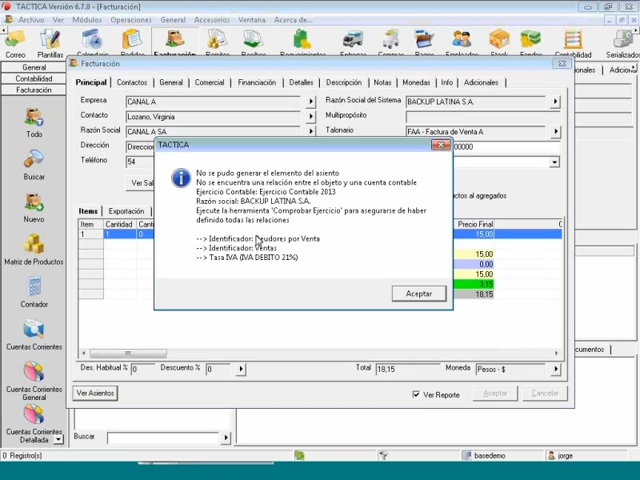 TACTICA Versión 6.7.0 - [Facturación]
Archivo Ver Módulos Operaciones General Accesorios Ventana Acerca de...
Correo Plantillas Calendario Pedidos Facturación Remitos Recibos Requerimientos Entregas Compras Pagos Empleados Stock Fondos Contabilidad Serializados
General
Contabilidad
Facturación
Todo
Buscar
Nuevo
Matriz de Productos
Contador
Cuentas Corrientes
Cuentas Corrientes General
Cuentas Corrientes Detallada
Facturación
Principal Contactos General Comercial Financiación Detalles Descripción Notas Monedas Info Adicionales
Empresa CANAL A
Razón Social del Sistema BACKUP LATINA S.A.
Contacto Lozano, Virginia
Multipropósito
Razón Social CANAL A SA
Talonario FAA - Factura de Venta A
Dirección
Teléfono 54
TACTICA
No se pudo generar el elemento del asiento
No se encuentra una relación entre el objeto y una cuenta contable
Ejercicio Contable: Ejercicio Contable 2013
Razón social: BACKUP LATINA S.A.
Ejecute la herramienta 'Comprobar Ejercicio' para asegurarse de haber
definido todas las relaciones
--> Identificador: Deudores por Venta
--> Identificador: Ventas
--> Tasa IVA (IVA DEBITO 21%)
Aceptar
Items Exportación
Item Cantidad Precio Final
1 1 0 15,00
15,00
0,00
15,00
3,15
18,15
Des. Habitual % 0 Descuento % 0 Total 18,15 Moneda Pesos - $
Ver Asientos Ver Reporte Aceptar Cancelar
Buscar
0 Registro(s) basedemo jorge